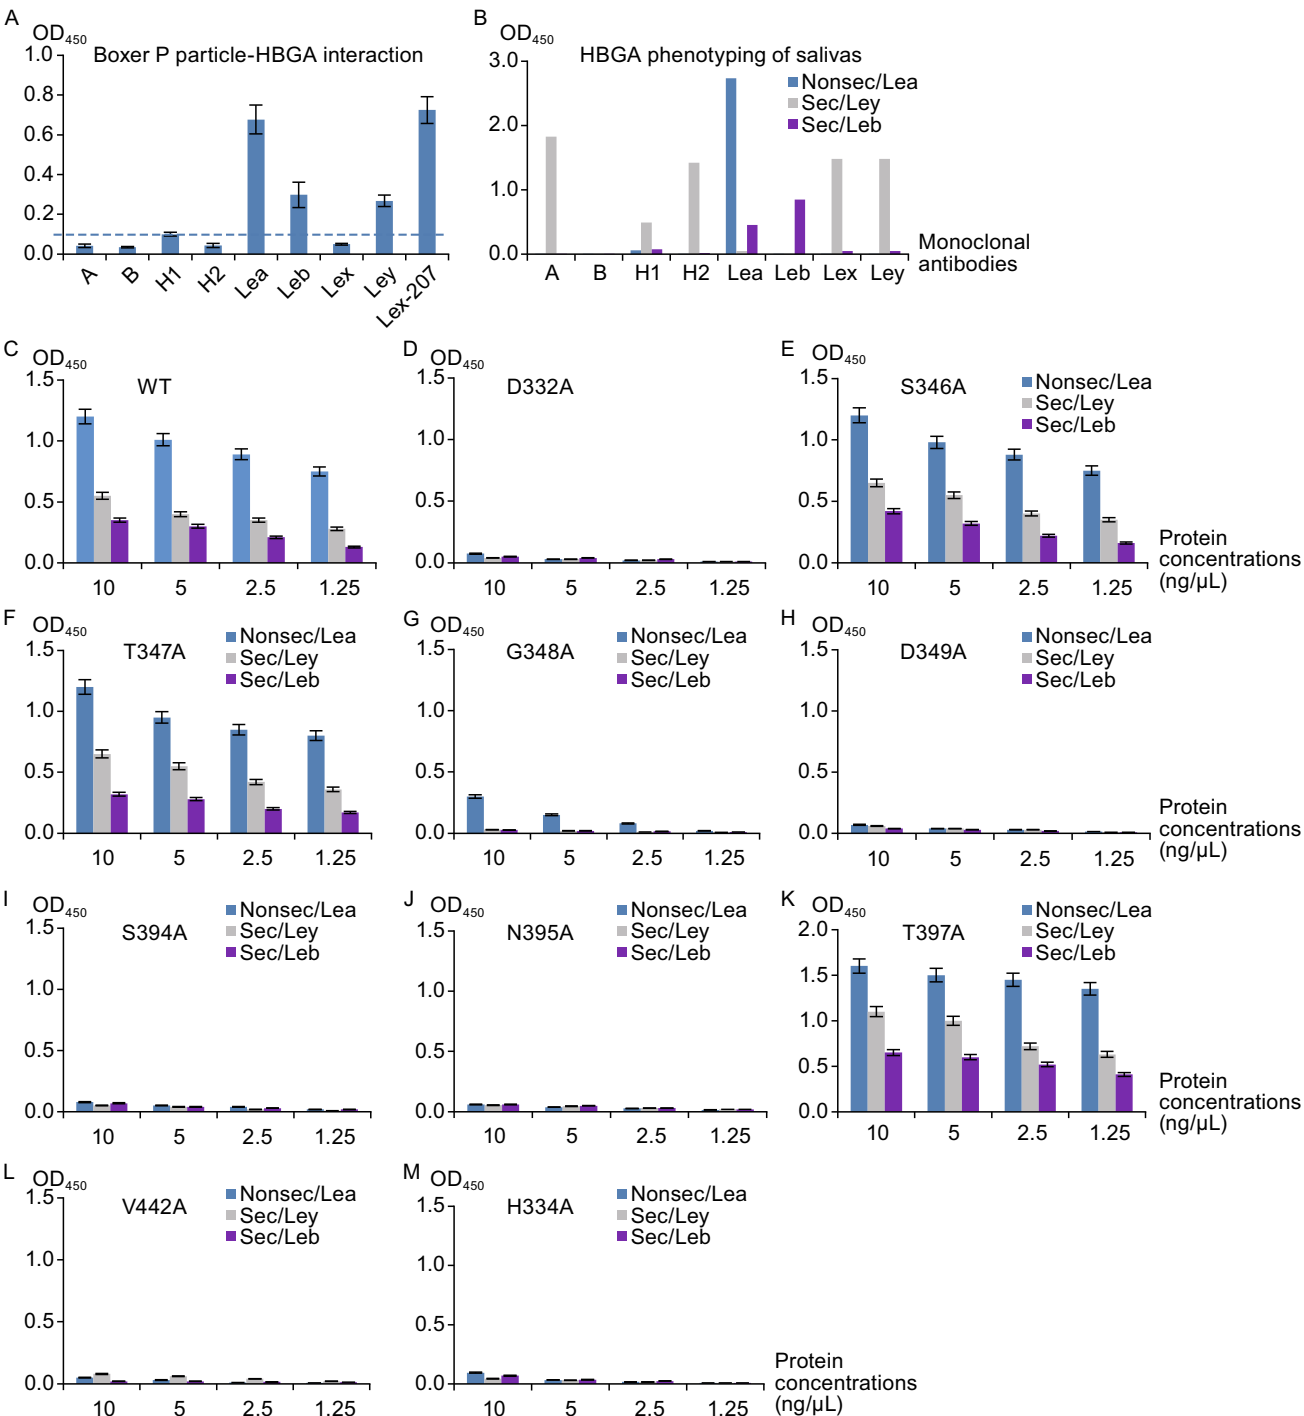 A
OD450
Boxer P particle-HBGA interaction
1.0
0.8
0.6
0.4
0.2
0.0
A B H1 H2 Lea Leb Lex Ley Lex-207
B
OD450
HBGA phenotyping of salivas
3.0
2.0
1.0
0.0
Nonsec/Lea
Sec/Ley
Sec/Leb
A B H1 H2 Lea Leb Lex Ley
Monoclonal
antibodies
C
OD450
WT
1.5
1.0
0.5
0.0
10 5 2.5 1.25
D
OD450
D332A
1.5
1.0
0.5
0.0
10 5 2.5 1.25
E
OD450
S346A
1.5
1.0
0.5
0.0
Nonsec/Lea
Sec/Ley
Sec/Leb
10 5 2.5 1.25
Protein
concentrations
(ng/µL)
F
OD450
T347A
1.5
1.0
0.5
0.0
Nonsec/Lea
Sec/Ley
Sec/Leb
10 5 2.5 1.25
G
OD450
G348A
1.5
1.0
0.5
0.0
Nonsec/Lea
Sec/Ley
Sec/Leb
10 5 2.5 1.25
H
OD450
D349A
1.5
1.0
0.5
0.0
Nonsec/Lea
Sec/Ley
Sec/Leb
10 5 2.5 1.25
Protein
concentrations
(ng/µL)
I
OD450
S394A
1.5
1.0
0.5
0.0
Nonsec/Lea
Sec/Ley
Sec/Leb
10 5 2.5 1.25
J
OD450
N395A
1.5
1.0
0.5
0.0
Nonsec/Lea
Sec/Ley
Sec/Leb
10 5 2.5 1.25
K
OD450
T397A
2.0
1.5
1.0
0.5
0.0
Nonsec/Lea
Sec/Ley
Sec/Leb
10 5 2.5 1.25
Protein
concentrations
(ng/µL)
L
OD450
V442A
1.5
1.0
0.5
0.0
Nonsec/Lea
Sec/Ley
Sec/Leb
10 5 2.5 1.25
M
OD450
H334A
1.5
1.0
0.5
0.0
Nonsec/Lea
Sec/Ley
Sec/Leb
10 5 2.5 1.25
Protein
concentrations
(ng/µL)